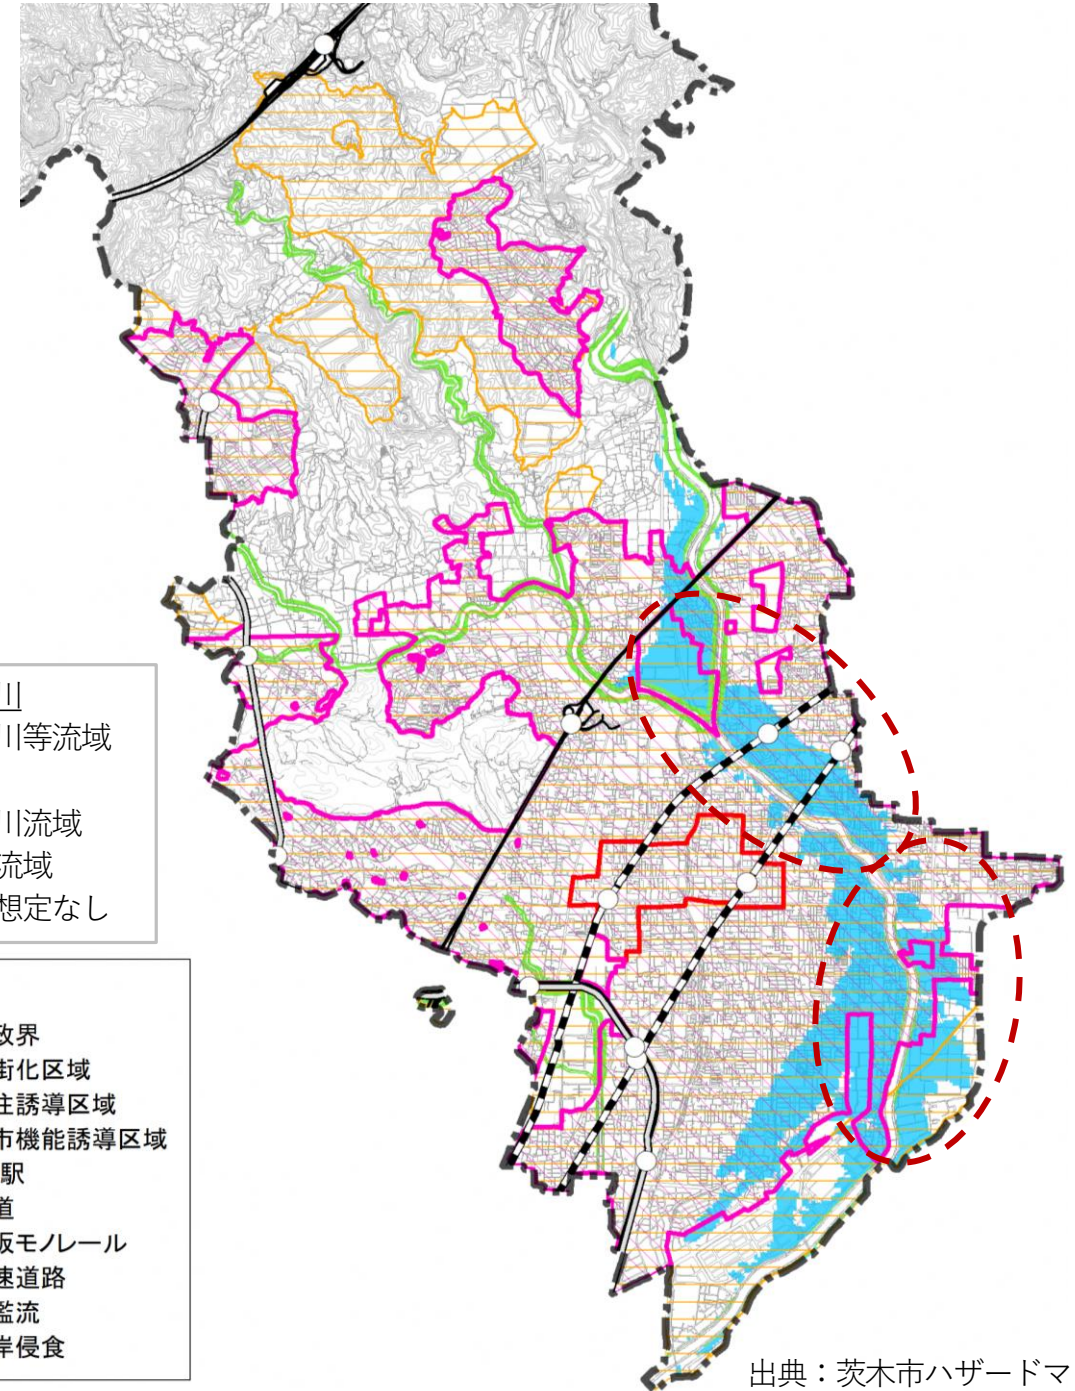 川
川等流域
川流域
流域
想定なし
政界
街化区域
住誘導区域
市機能誘導区域
駅
道
阪モノレール
速道路
濫流
岸侵食
出典：茨木市ハザードマ